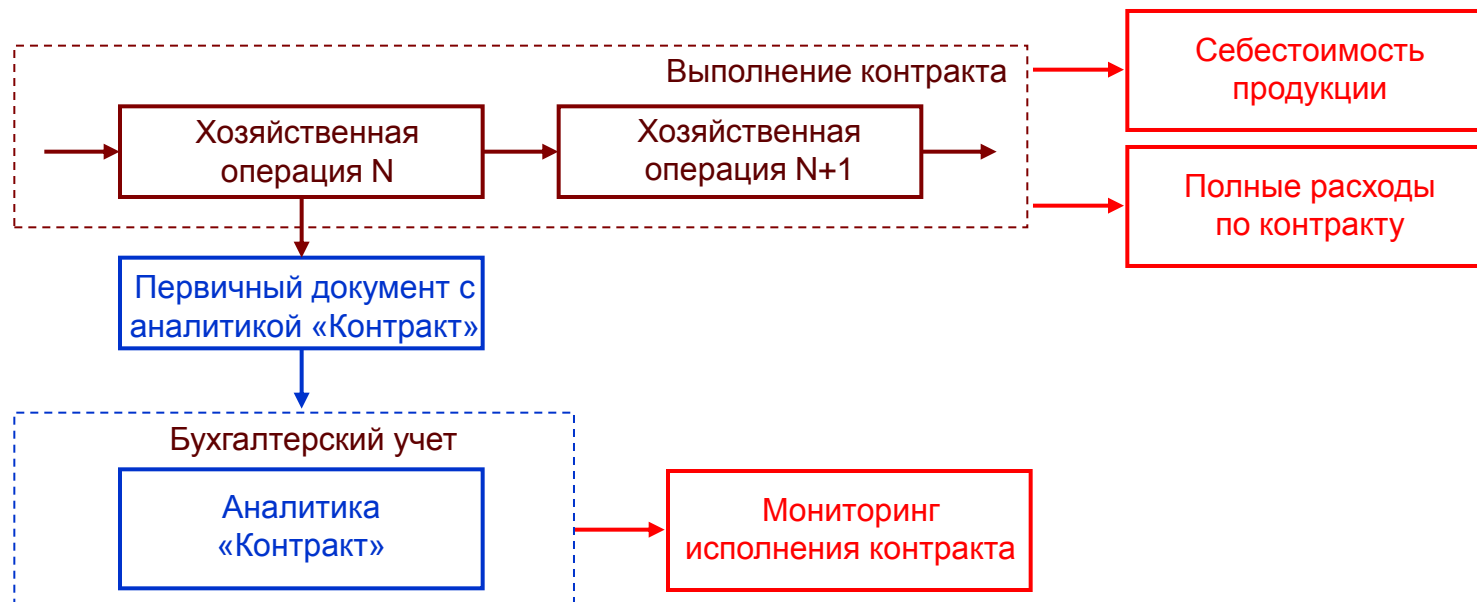 Выполнение контракта
Себестоимость
продукции
Хозяйственная
операция N
Хозяйственная
операция N+1
Полные расходы
по контракту
Первичный документ с
аналитикой «Контракт»
Бухгалтерский учет
Аналитика
«Контракт»
Мониторинг
исполнения контракта